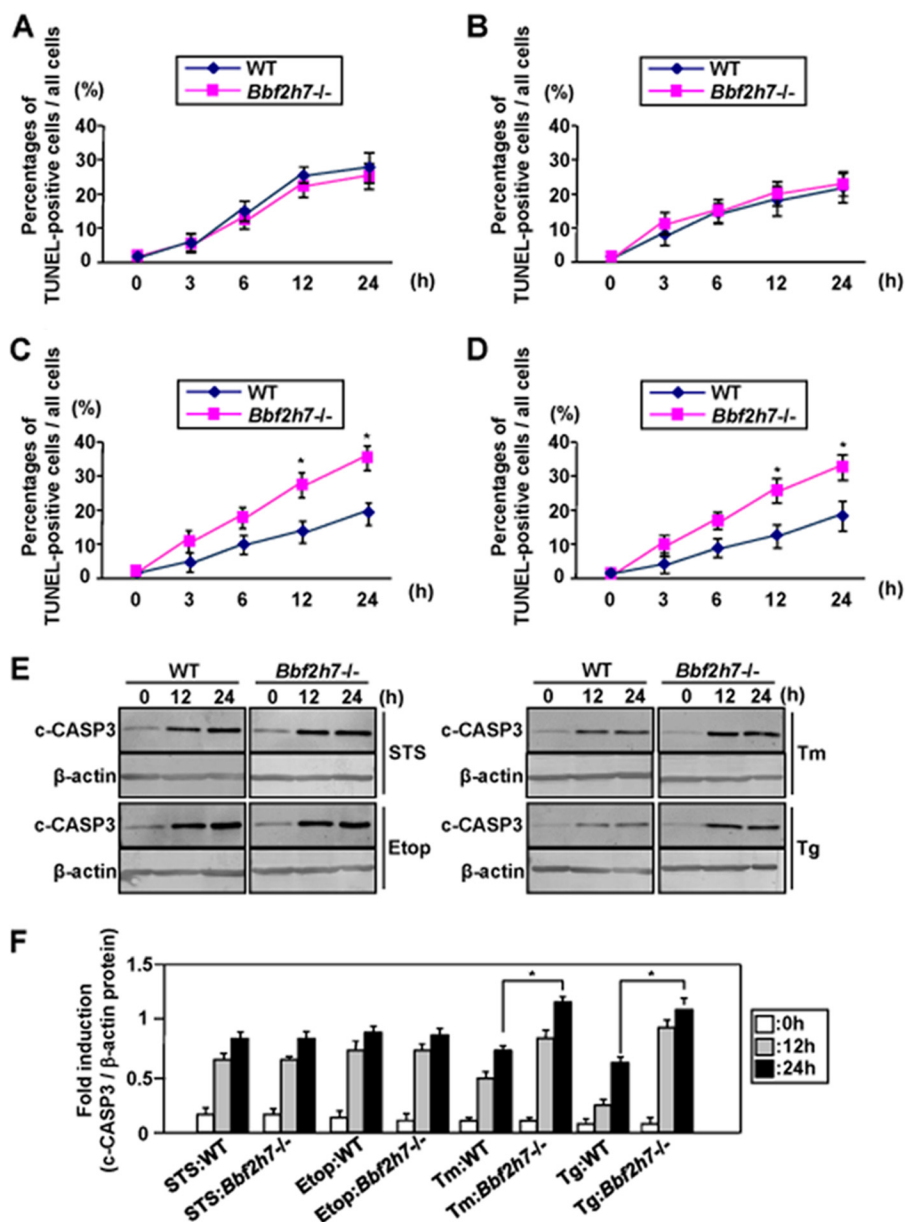 A
Percentages of
TUNEL-positive cells / all cells
(%)
WT
Bbf2h7-/-
40
30
20
10
0
0 3 6 12 24 (h)
B
Percentages of
TUNEL-positive cells / all cells
(%)
WT
Bbf2h7-/-
40
30
20
10
0
0 3 6 12 24 (h)
C
Percentages of
TUNEL-positive cells / all cells
(%)
WT
Bbf2h7-/-
40
30
20
10
0
* *
0 3 6 12 24 (h)
D
Percentages of
TUNEL-positive cells / all cells
(%)
WT
Bbf2h7-/-
40
30
20
10
0
* *
0 3 6 12 24 (h)
E
WT Bbf2h7-/-
0 12 24 0 12 24 (h)
c-CASP3
β-actin
STS
c-CASP3
β-actin
Etop
WT Bbf2h7-/-
0 12 24 0 12 24 (h)
c-CASP3
β-actin
Tm
c-CASP3
β-actin
Tg
F
Fold induction
(c-CASP3 / β-actin protein)
1.5
1
0.5
0
* *
:0h
:12h
:24h
STS:WT
STS:Bbf2h7-/-
Etop:WT
Etop:Bbf2h7-/-
Tm:WT
Tm:Bbf2h7-/-
Tg:WT
Tg:Bbf2h7-/-